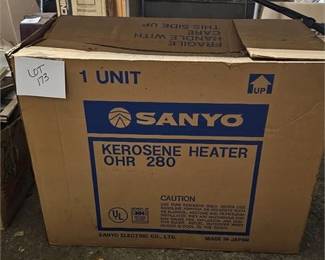 FRAGILE
HANDLE WITH
CARE
THIS SIDE UP
LOT
173
1 UNIT
UP
SANYO
KEROSENE HEATER
OHR 280
CAUTION
UL
SANYO ELECTRIC CO., LTD.
MADE IN JAPAN